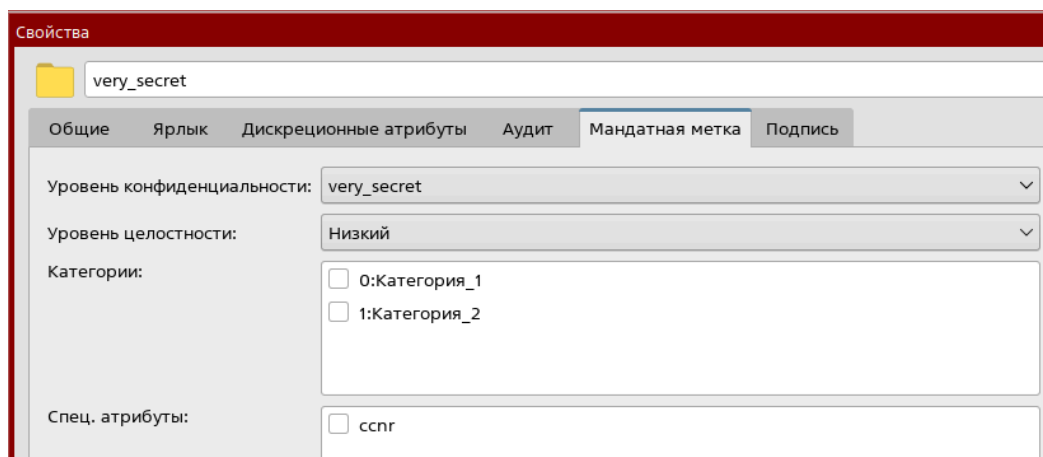 Свойства
very_secret
Общие Ярлык Дискреционные атрибуты Аудит Мандатная метка Подпись
Уровень конфиденциальности: very_secret
Уровень целостности: Низкий
Категории: 0:Категория_1
1:Категория_2
Спец. атрибуты: ccnr